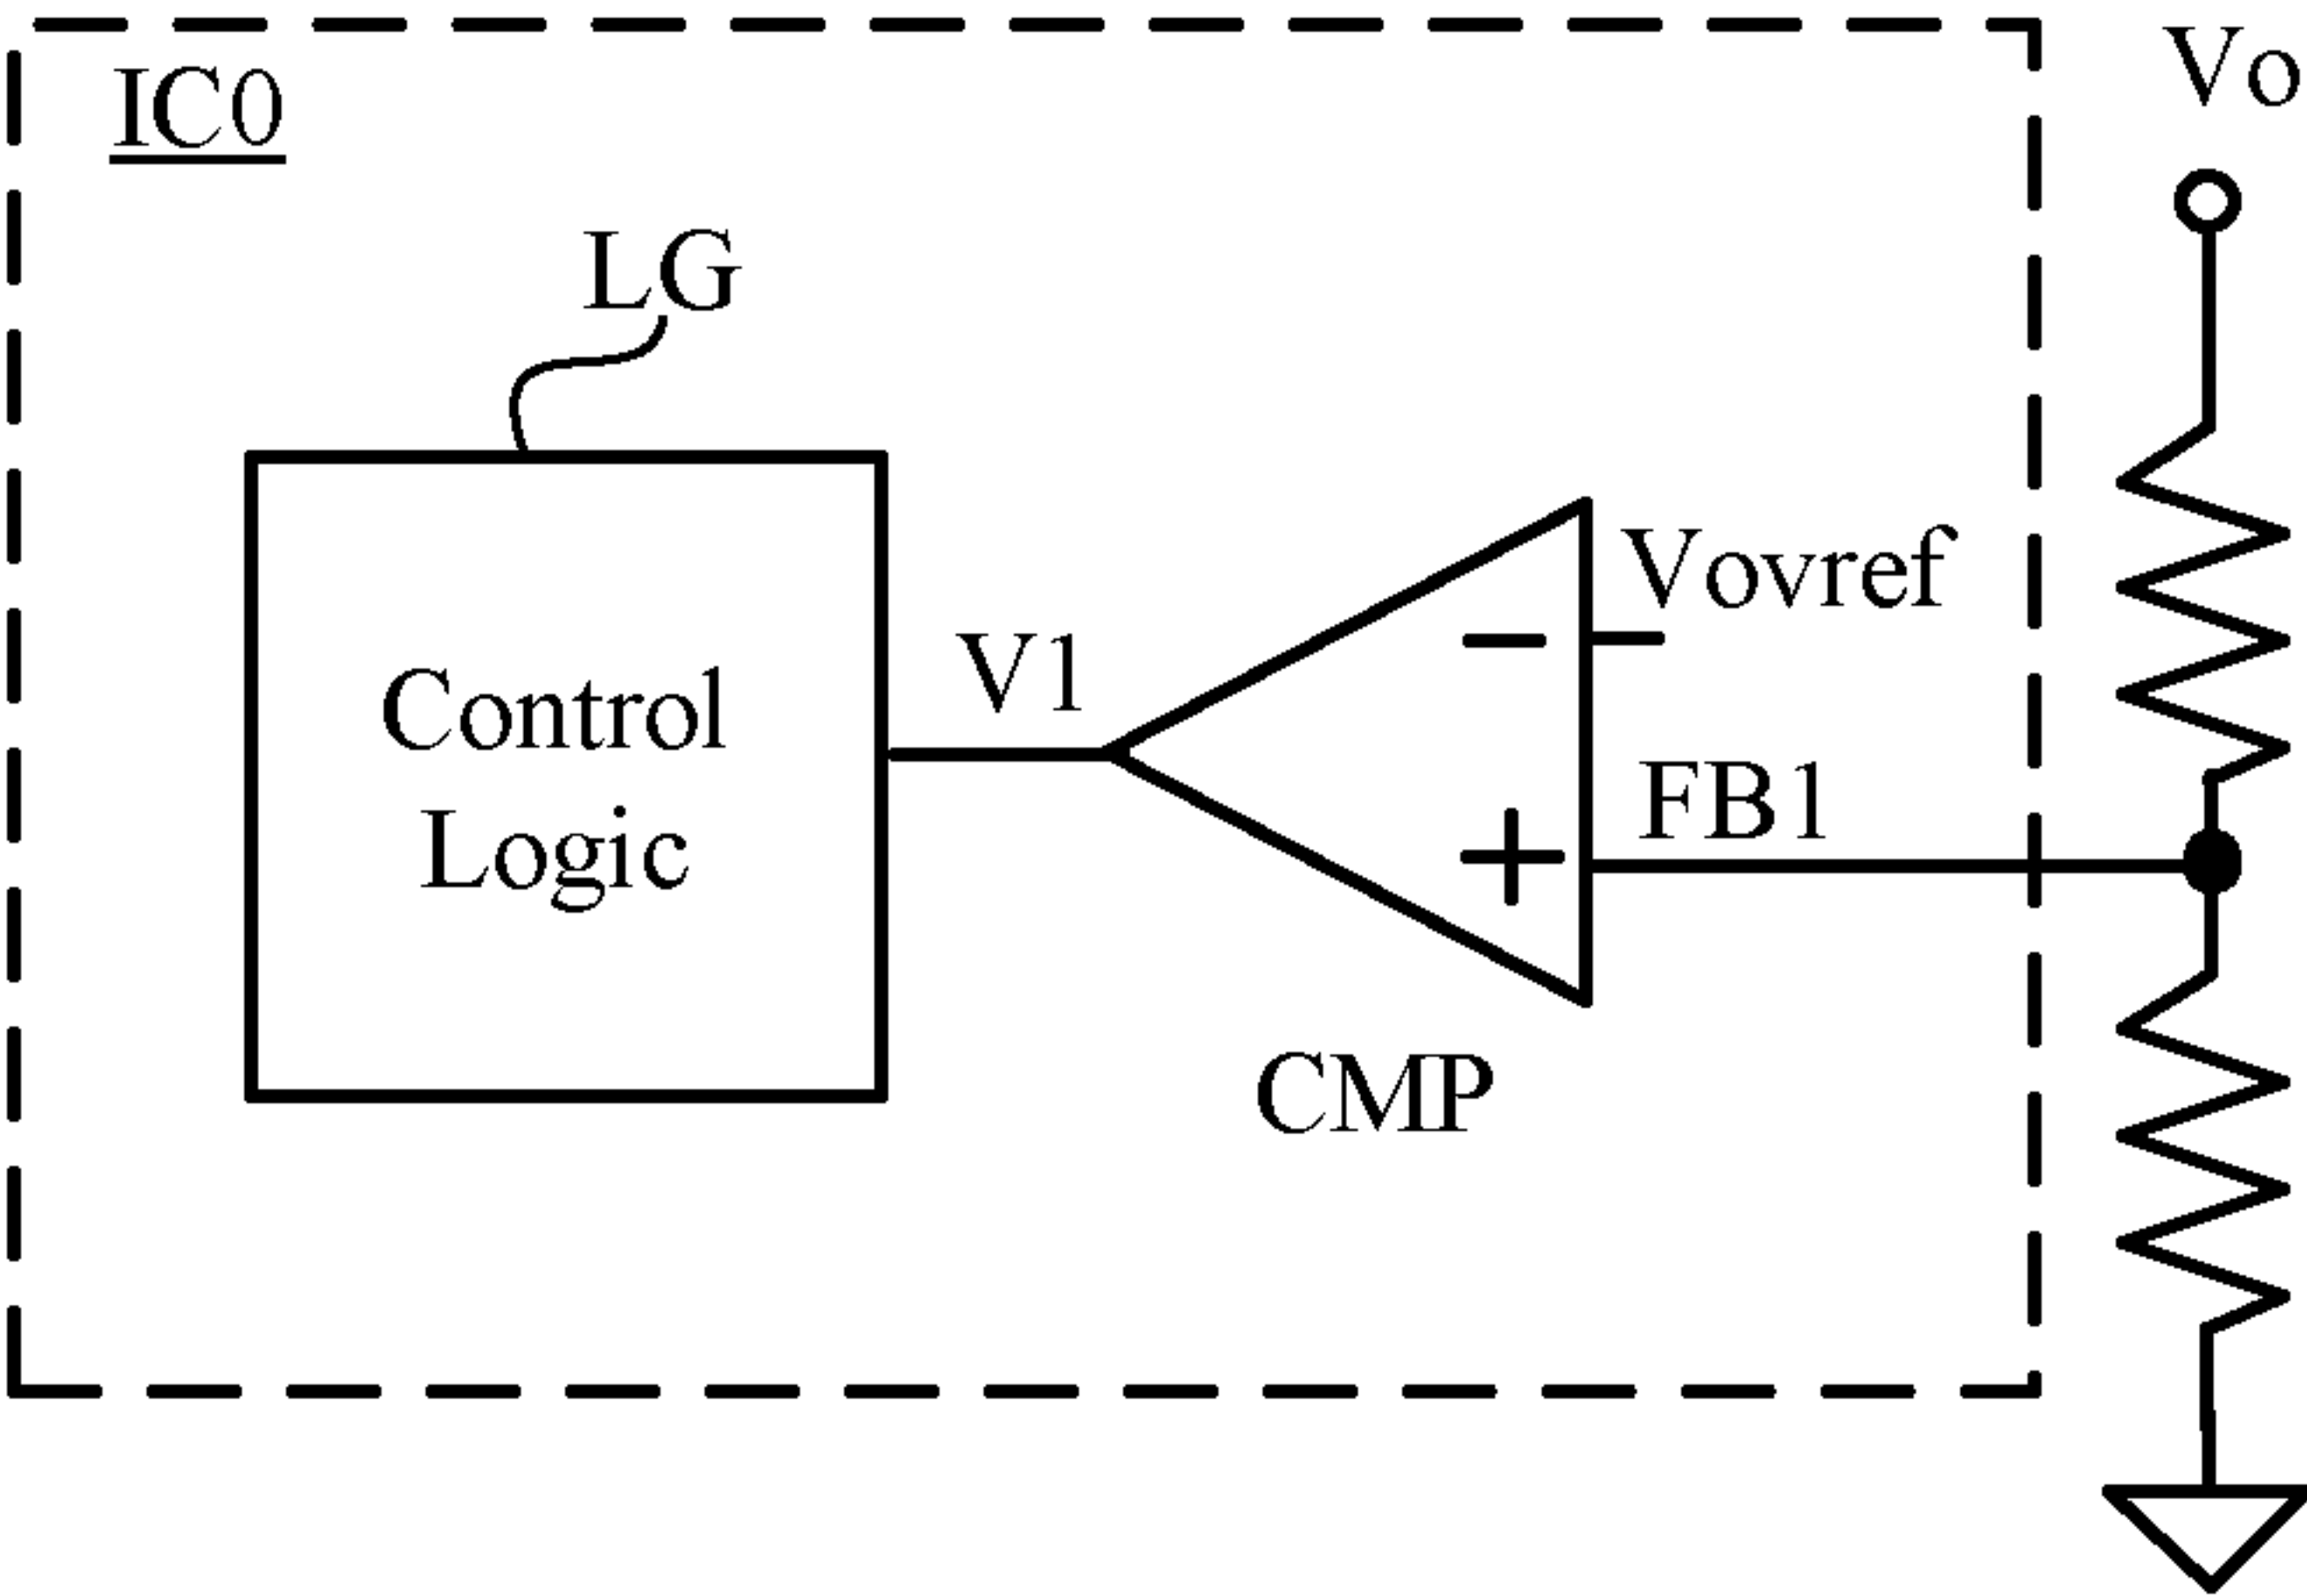 IC0
Vo
LG
Vovref
V1
Control
Logic
FB1
CMP